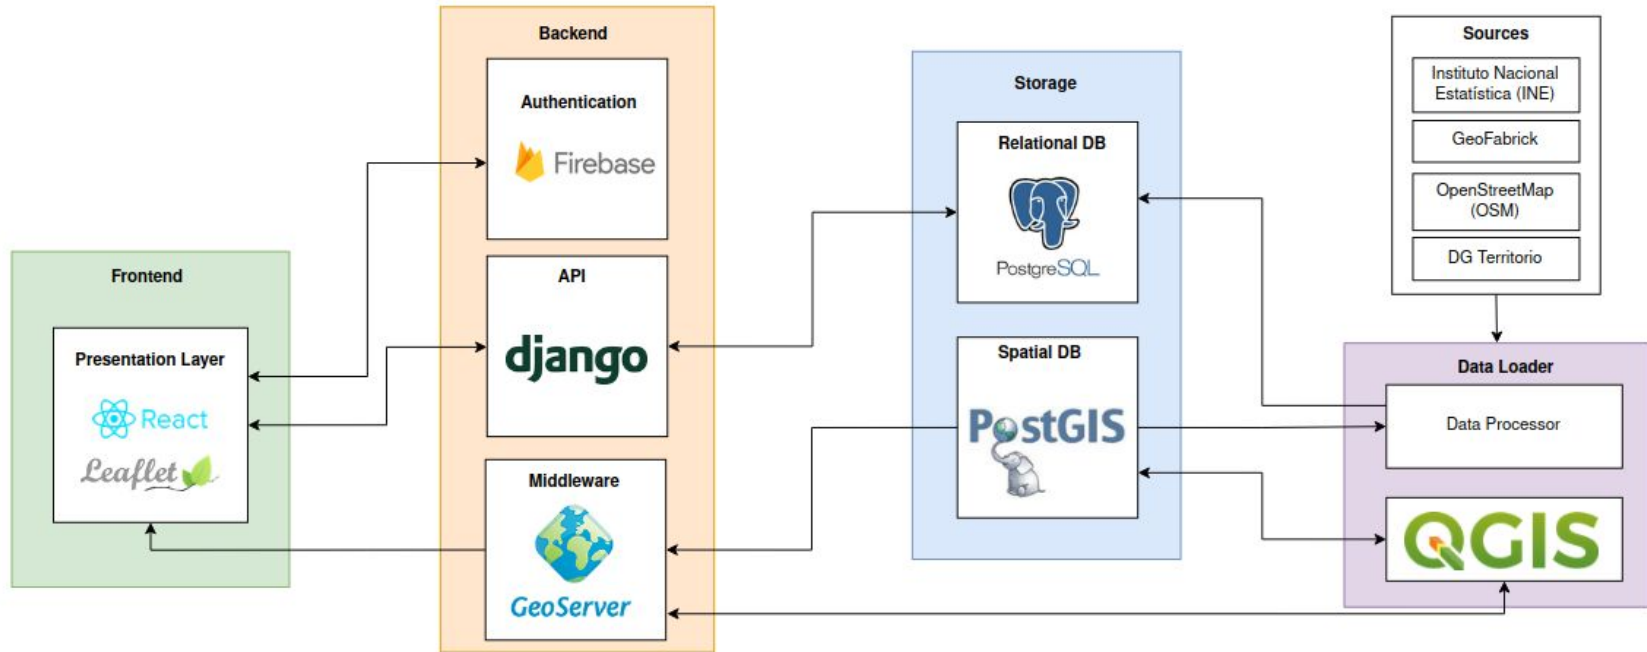 Frontend
Presentation Layer
React
Leaflet
Backend
Authentication
Firebase
API
django
Middleware
GeoServer
Storage
Relational DB
PostgreSQL
Spatial DB
PostGIS
Sources
Instituto Nacional
Estatística (INE)
GeoFabrick
OpenStreetMap
(OSM)
DG Territorio
Data Loader
Data Processor
QGIS